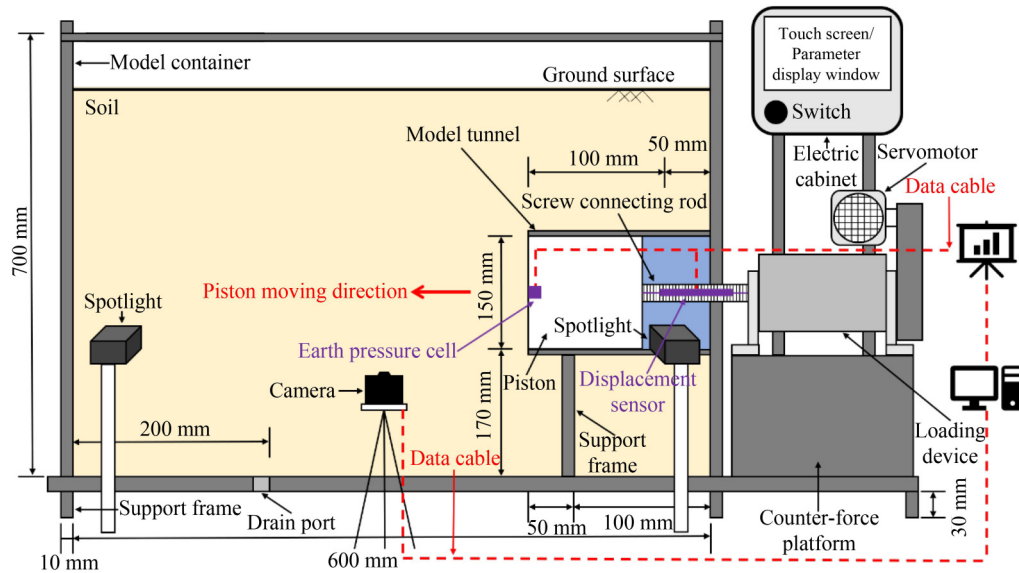 Touch screen/
Parameter
display window
Switch
Model container
Ground surface
Soil
Model tunnel
50 mm
100 mm
Electric
cabinet
Servomotor
Data cable
Screw connecting rod
700 mm
150 mm
Piston moving direction
Spotlight
Spotlight
Earth pressure cell
Piston
Displacement
sensor
Camera
170 mm
200 mm
Support
frame
Loading
device
Data cable
Support frame
Drain port
50 mm
100 mm
Counter-force
platform
30 mm
10 mm
600 mm